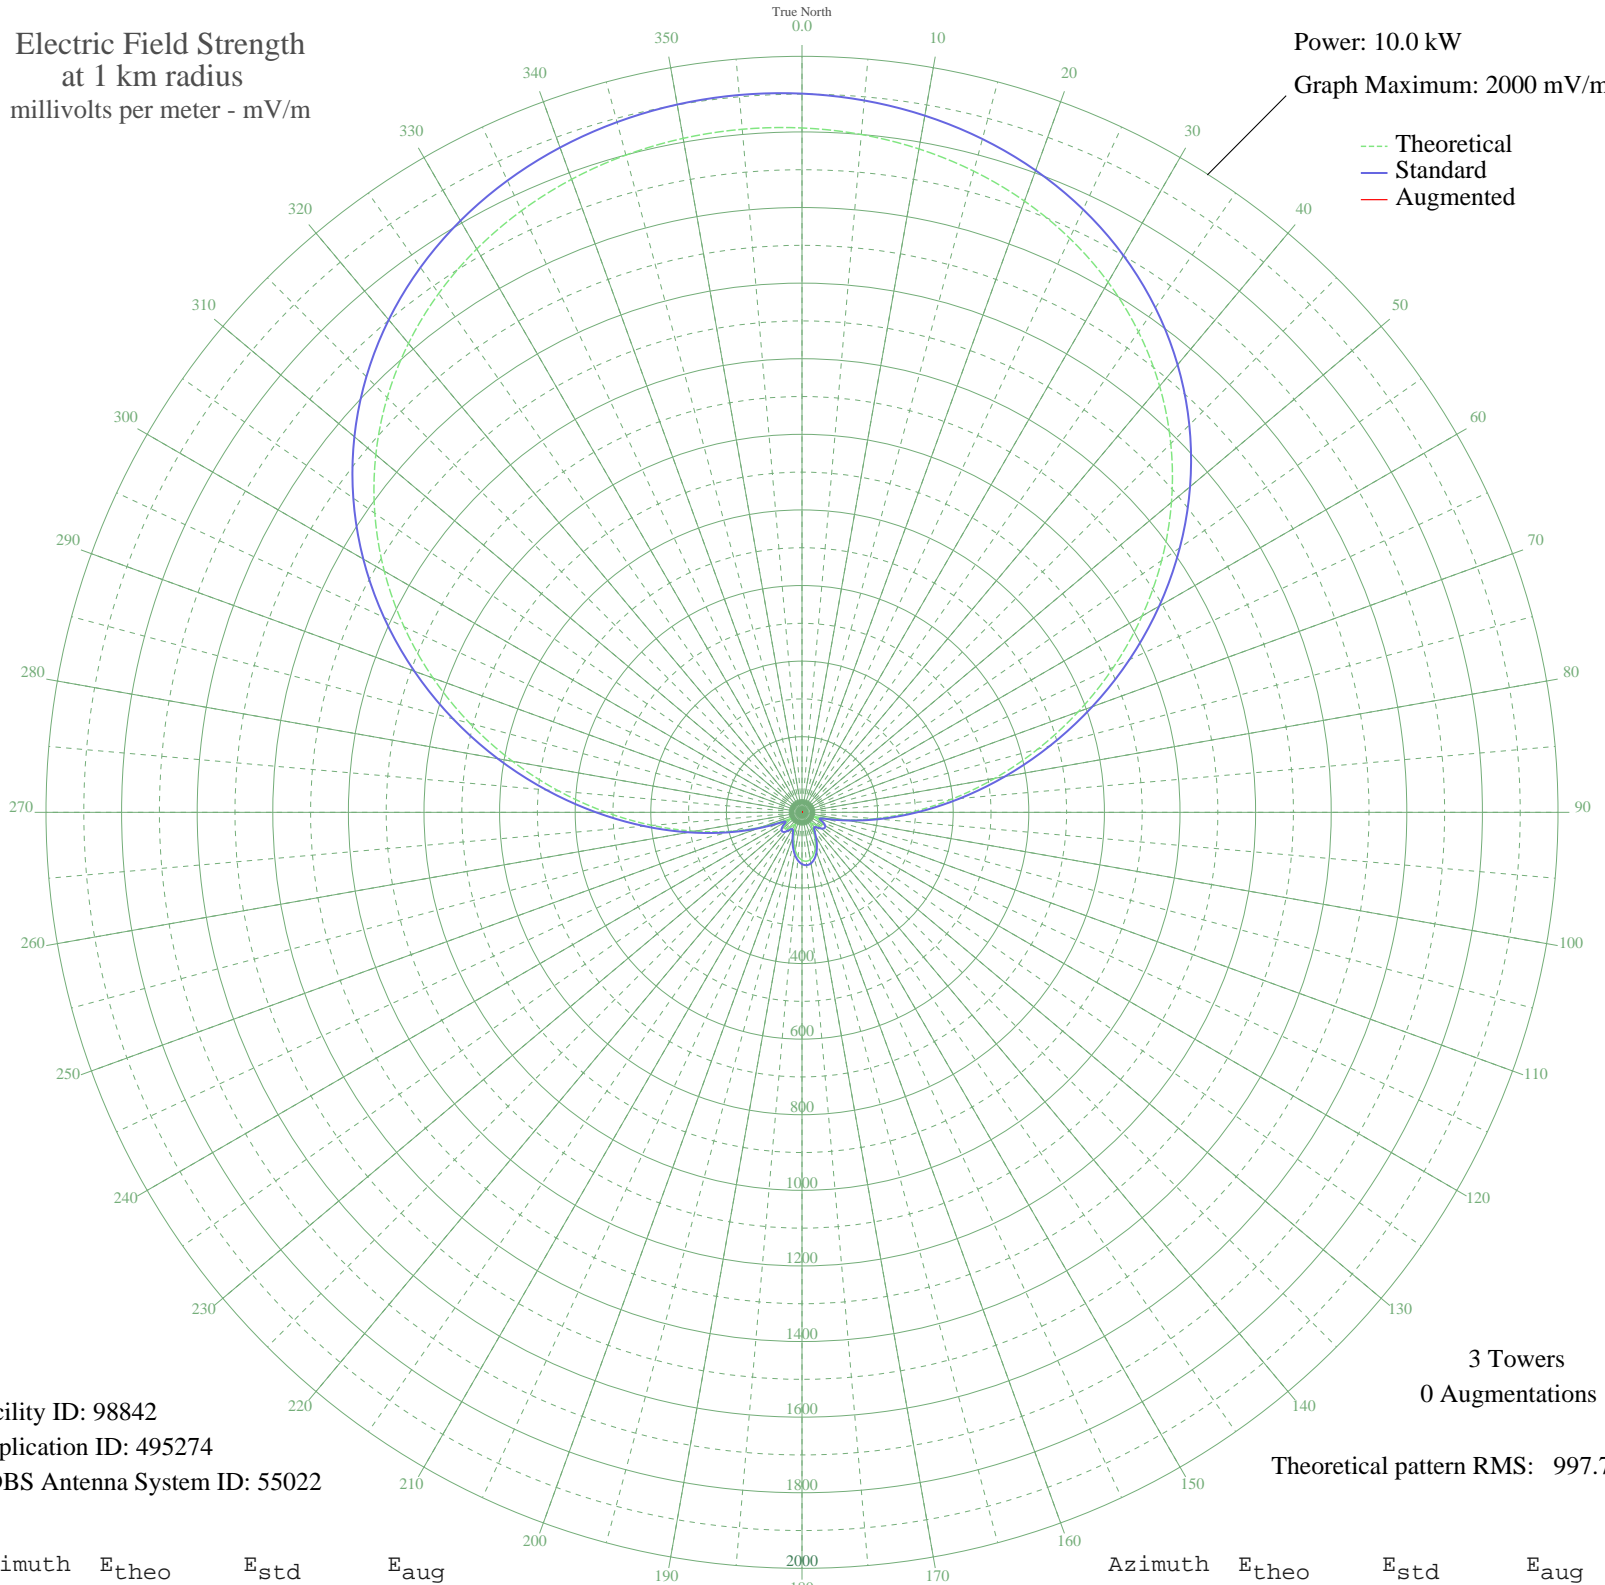 True North
0.0
Electric Field Strength
at 1 km radius
millivolts per meter - mV/m
Power: 10.0 kW
Graph Maximum: 2000 mV/m
Theoretical
Standard
Augmented
10
20
30
40
50
60
70
80
90
100
110
120
130
140
150
160
170
190
200
210
220
230
240
250
260
270
280
290
300
310
320
330
340
350
400
600
800
1000
1200
1400
1600
1800
2000
3 Towers
0 Augmentations
Theoretical pattern RMS: 997.7
cility ID: 98842
plication ID: 495274
DBS Antenna System ID: 55022
imuth Etheo Estd Eaug
Azimuth Etheo Estd Eaug